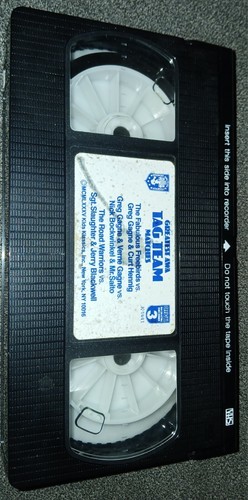 GREATEST AWA
TAG TEAM
MATCHES
3
The Fabulous Freebirds vs.
Greg Gagne & Curt Hennig
Greg Gagne & Verne Gagne vs.
Nick Bockwinkel & Mr. Saito
The Road Warriors vs.
Sgt. Slaughter & Jerry Blackwell
Insert this side into recorder
Do not touch the tape inside
VHS